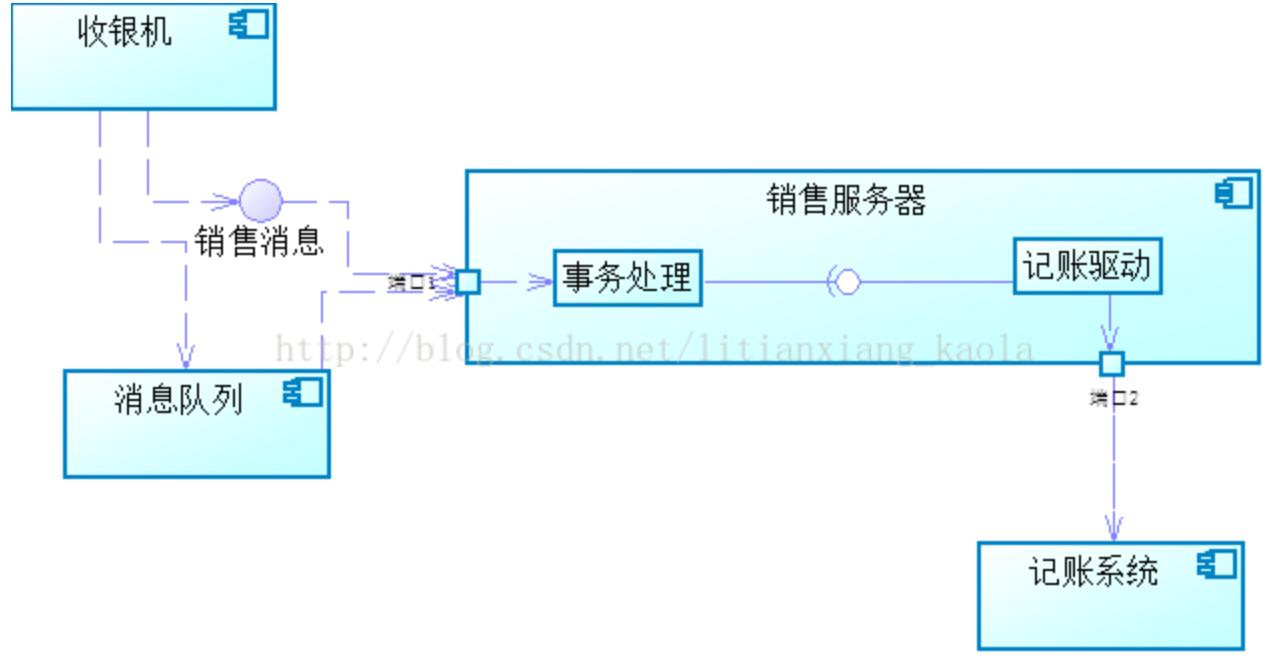 收银机
销售服务器
销售消息
端口1
事务处理
记账驱动
http://blog.csdn.net/litianxiang_kaola
消息队列
端口2
记账系统